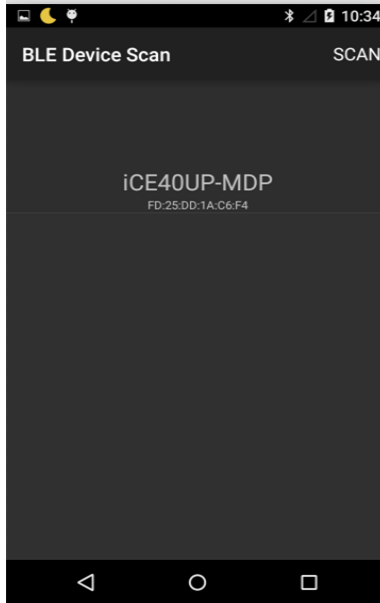 10:34
BLE Device Scan
SCAN
iCE40UP-MDP
FD:25:DD:1A:C6:F4